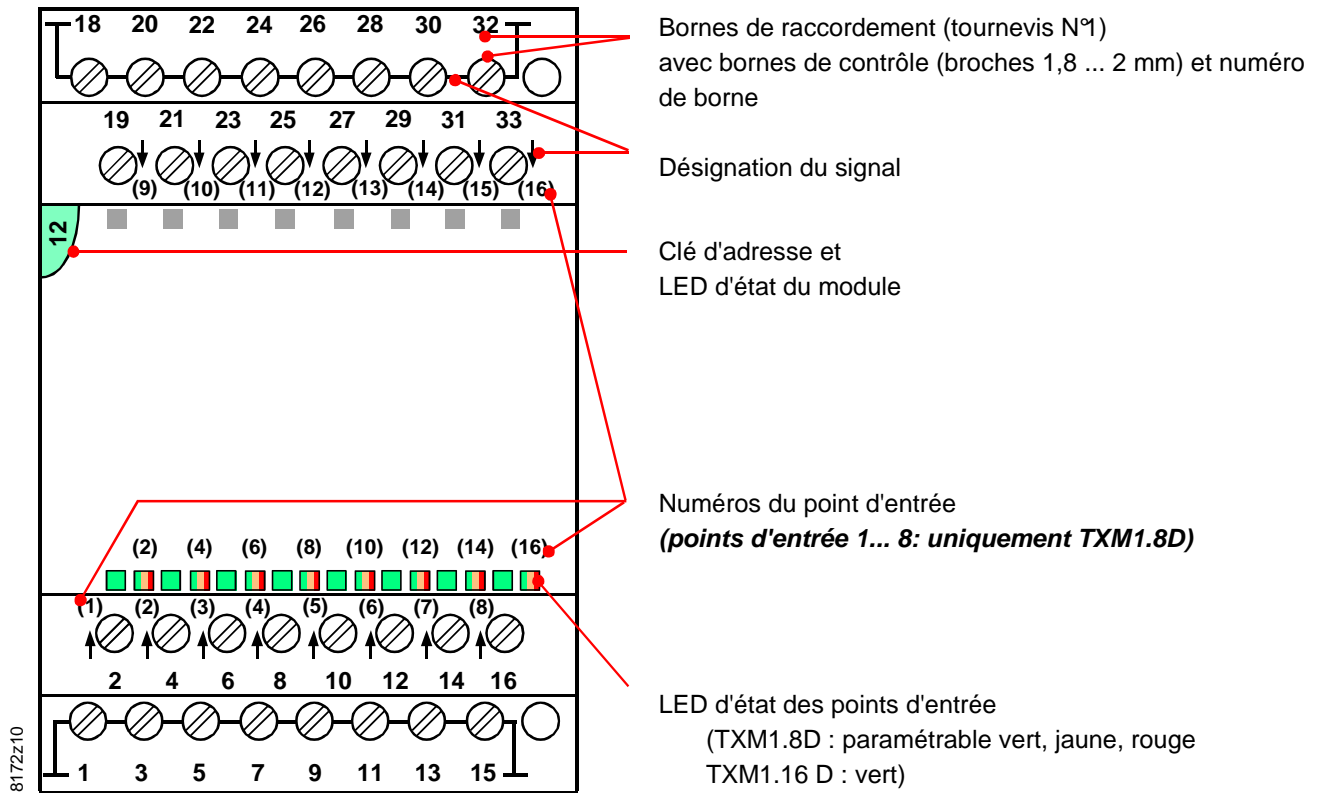 18 20 22 24 26 28 30 32
19 21 23 25 27 29 31 33
(9) (10) (11) (12) (13) (14) (15) (16)
12
(2) (4) (6) (8) (10) (12) (14) (16)
(1) (2) (3) (4) (5) (6) (7) (8)
2 4 6 8 10 12 14 16
1 3 5 7 9 11 13 15
8172z10
Bornes de raccordement (tournevis N°1)
avec bornes de contrôle (broches 1,8 ... 2 mm) et numéro
de borne
Désignation du signal
Clé d'adresse et
LED d'état du module
Numéros du point d'entrée
(points d'entrée 1... 8: uniquement TXM1.8D)
LED d'état des points d'entrée
(TXM1.8D : paramétrable vert, jaune, rouge
TXM1.16 D : vert)